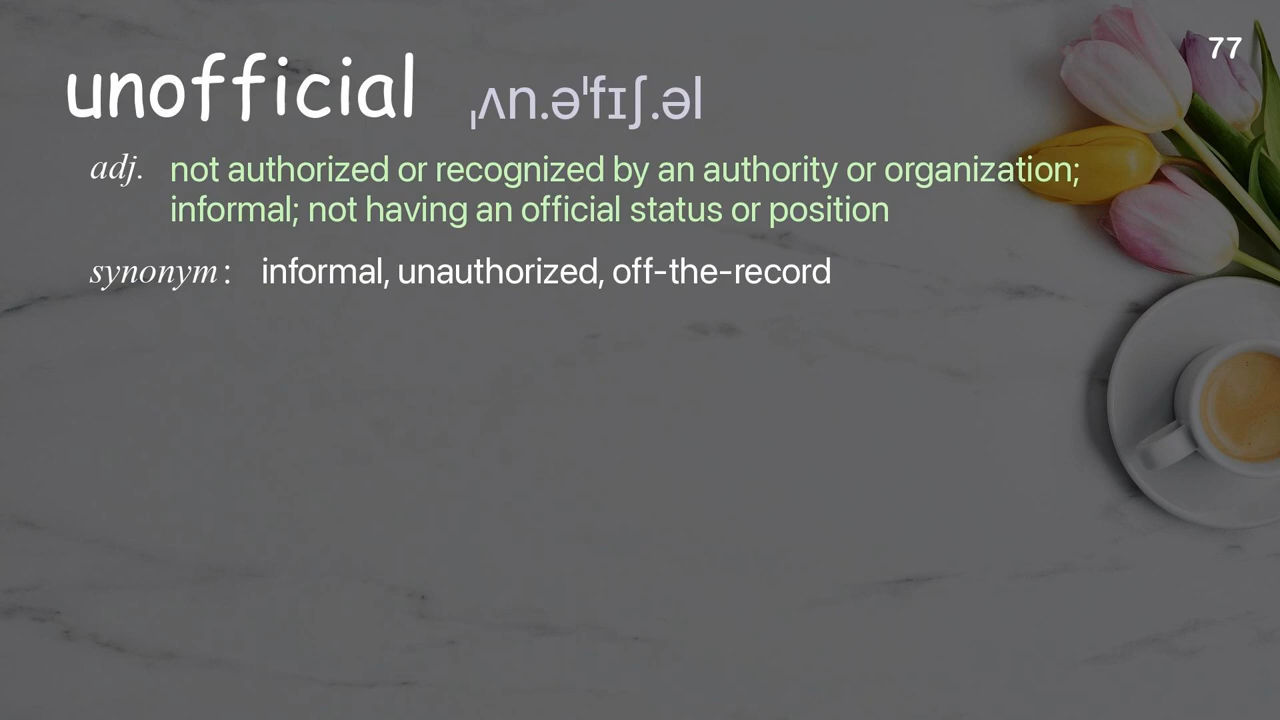 77
unofficial ˌʌn.əˈfɪʃ.əl
adj. not authorized or recognized by an authority or organization;
informal; not having an official status or position
synonym: informal, unauthorized, off-the-record